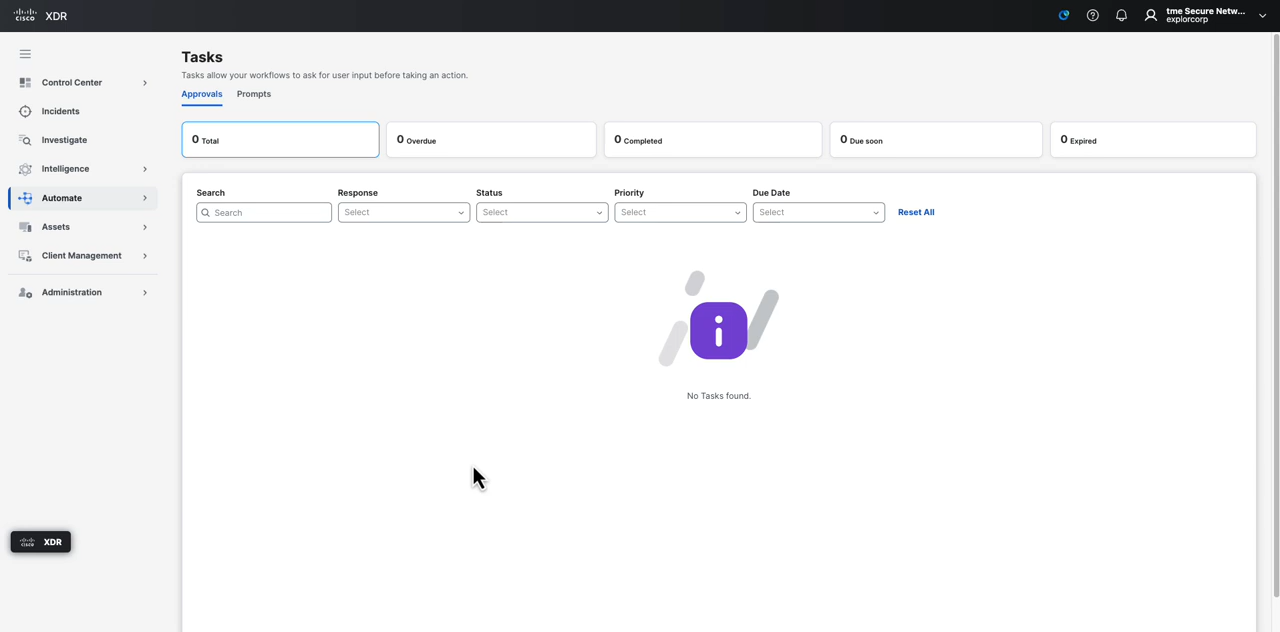 CISCO XDR
tme Secure Netw...
explorcorp
Control Center
Incidents
Investigate
Intelligence
Automate
Assets
Client Management
Administration
CISCO XDR
Tasks
Tasks allow your workflows to ask for user input before taking an action.
Approvals Prompts
0 Total 0 Overdue 0 Completed 0 Due soon 0 Expired
Search Response Status Priority Due Date
Search Select Select Select Select Reset All
No Tasks found.